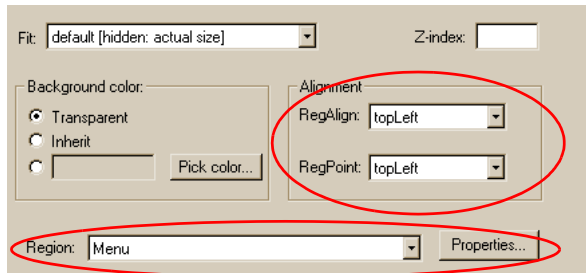 Fit: default [hidden: actual size] Z-index:
Background color: Alignment
Transparent RegAlign: topLeft
Inherit
Pick color... RegPoint: topLeft
Region: Menu Properties...